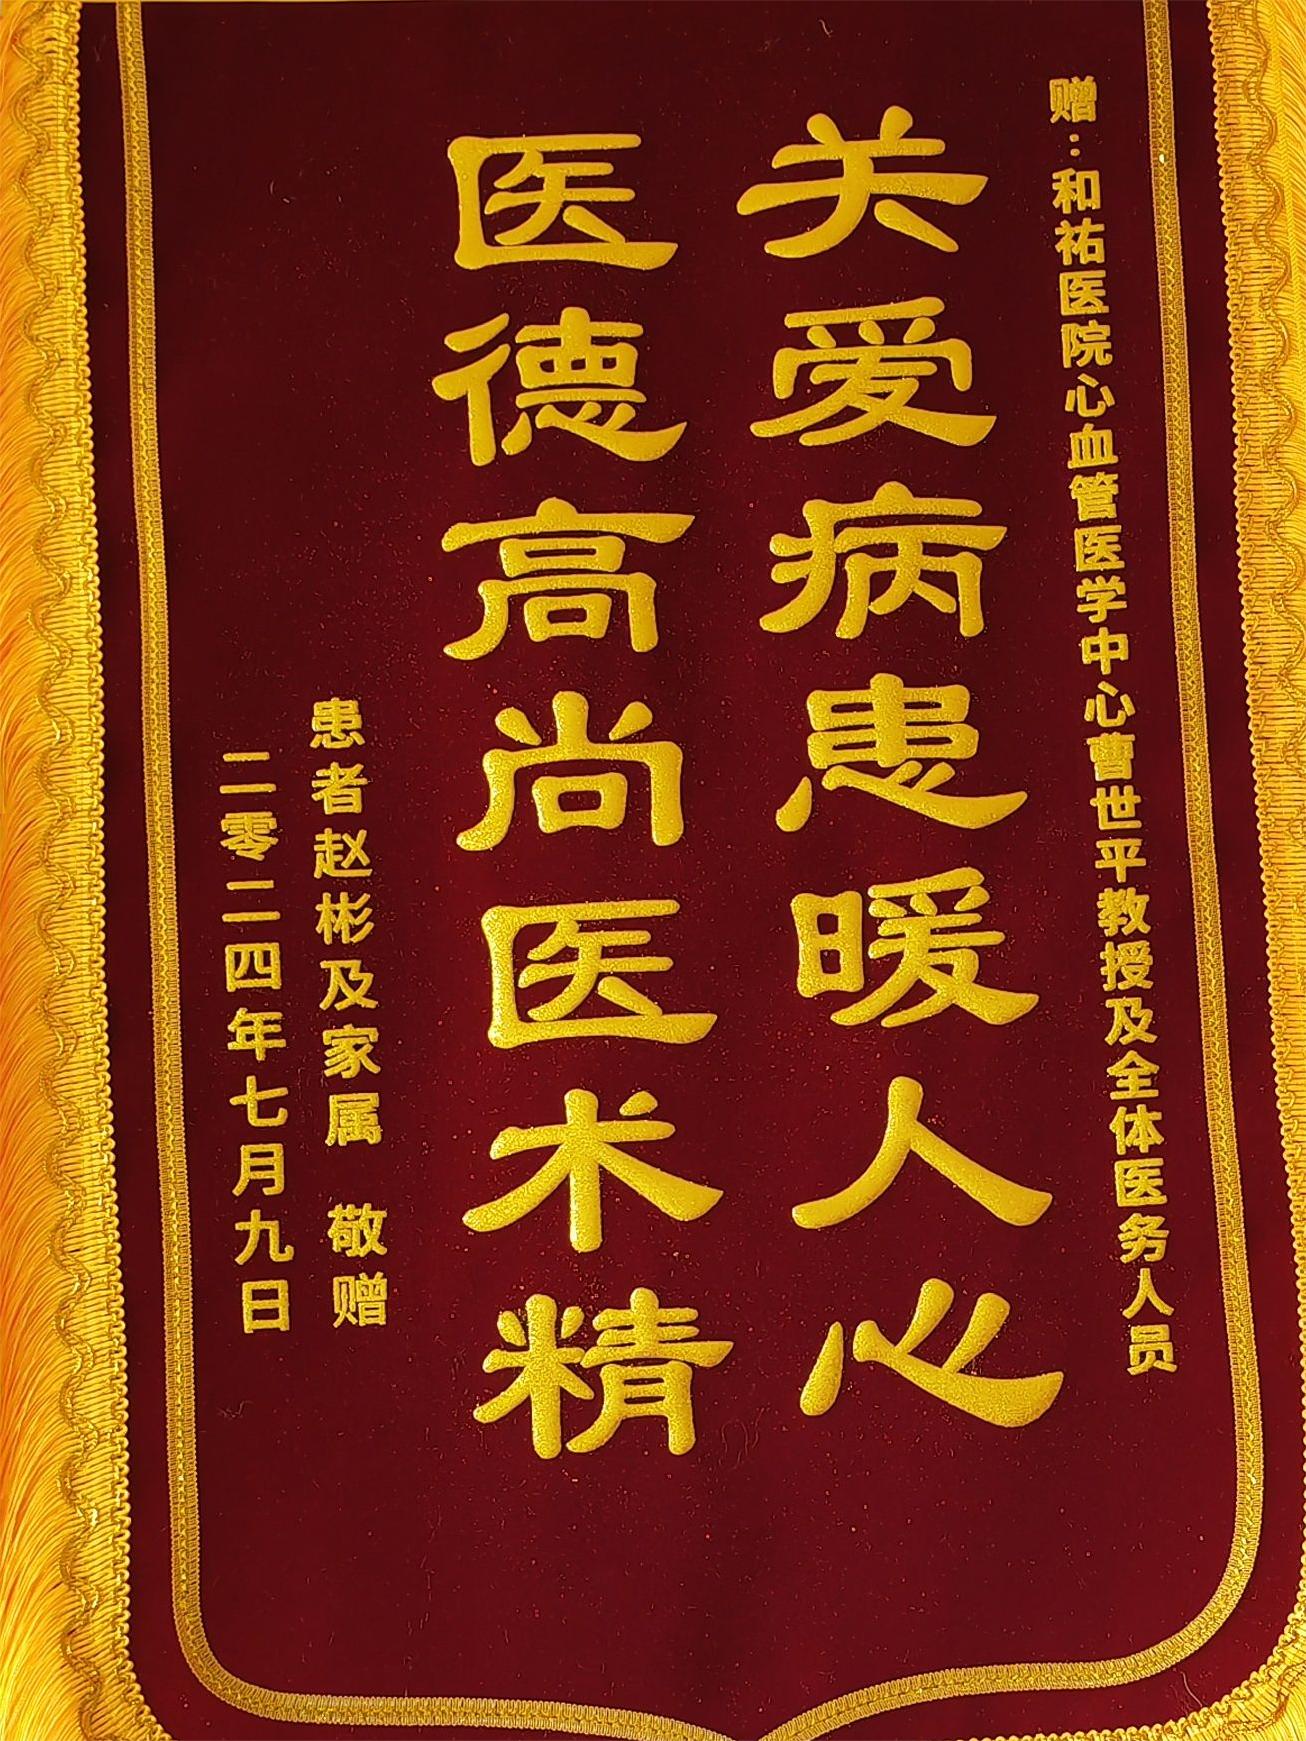 赠：和祐医院心血管医学中心曹世平教授及全体医务人员
关爱病患暖人心
医德高尚医术精
患者赵彬及家属 敬赠
二零二四年七月九日